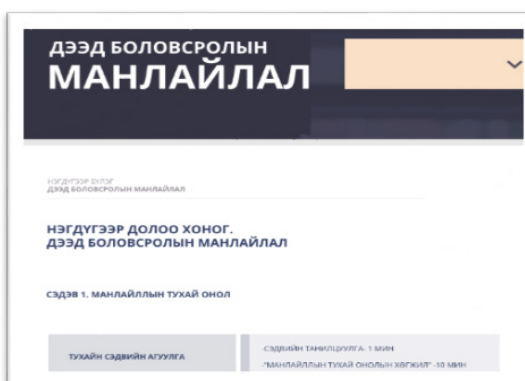 ДЭЭД БОЛОВСРОЛЫН
МАНЛАЙЛАЛ
НЭГДҮГЭЭР БҮЛЭГ
ДЭЭД БОЛОВСРОЛЫН МАНЛАЙЛАЛ
НЭГДҮГЭЭР ДОЛОО ХОНОГ.
ДЭЭД БОЛОВСРОЛЫН МАНЛАЙЛАЛ
СЭДЭВ 1. МАНЛАЙЛЛЫН ТУХАЙ ОНОЛ
ТУХАЙН СЭДВИЙН АГУУЛГА
-СЭДВИЙН ТАНИЛЦУУЛГА- 1 МИН
-"МАНЛАЙЛЛЫН ТУХАЙ ОНОЛЫН ХӨГЖИЛ" -10 МИН